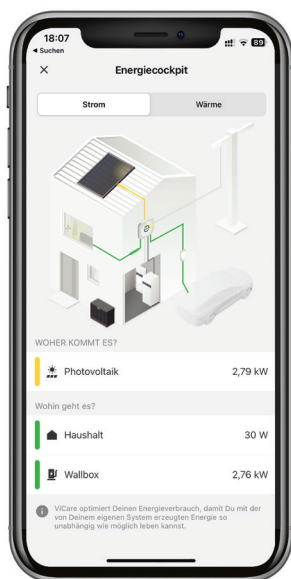 18:07
89
Suchen
Energiecockpit
Strom
Wärme
WOHER KOMMT ES?
Photovoltaik
2,79 kW
Wohin geht es?
Haushalt
30 W
Wallbox
2,76 kW
ViCare optimiert Deinen Energieverbrauch, damit Du mit der
von Deinem eigenen System erzeugten Energie so
unabhängig wie möglich leben kannst.